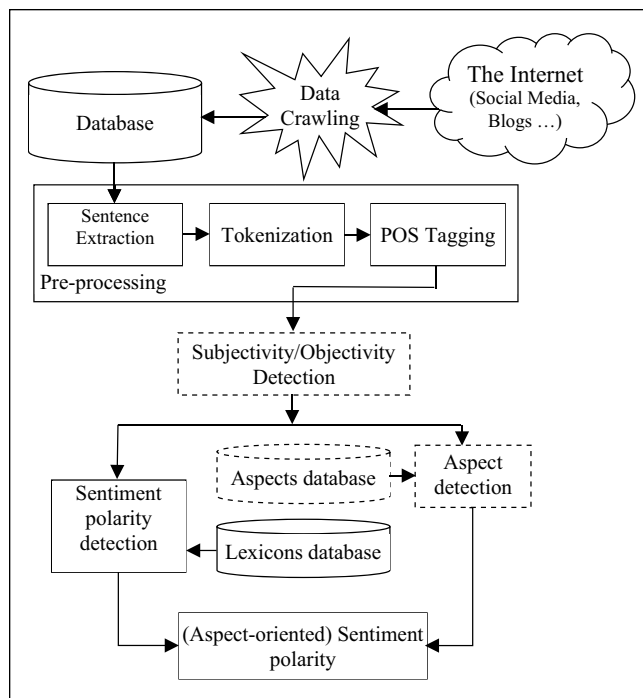 The Internet
(Social Media,
Blogs ...)
Data
Crawling
Database
Sentence
Extraction
Tokenization
POS Tagging
Pre-processing
Subjectivity/Objectivity
Detection
Aspects database
Aspect
detection
Sentiment
polarity
detection
Lexicons database
(Aspect-oriented) Sentiment
polarity